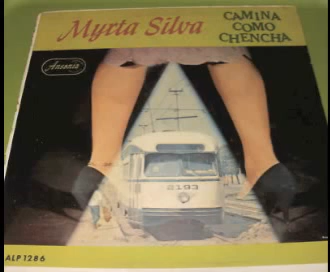 Myrta Silva
CAMINA
COMO
CHENCHA
Ansonia
2193
ALP 1286